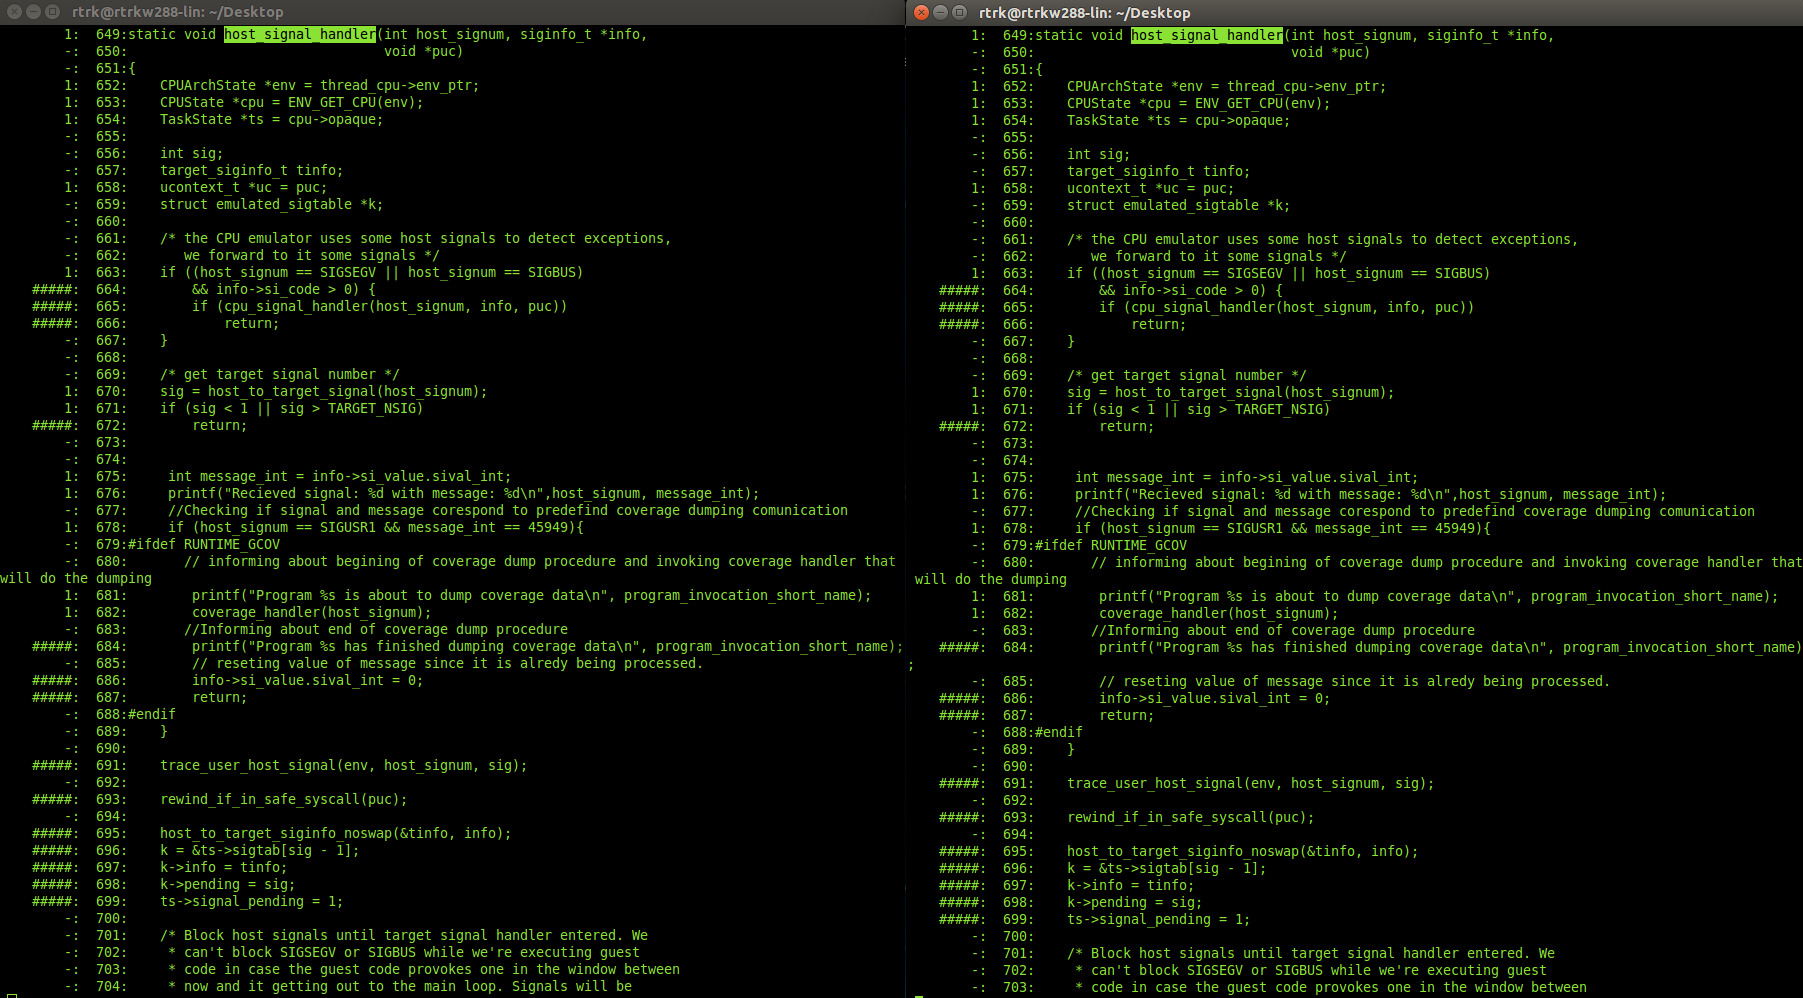 rtrk@rtrkw288-lin: ~/Desktop
1:  649:static void host_signal_handler(int host_signum, siginfo_t *info,
-:  650:                                void *puc)
-:  651:{
1:  652:    CPUArchState *env = thread_cpu->env_ptr;
1:  653:    CPUState *cpu = ENV_GET_CPU(env);
1:  654:    TaskState *ts = cpu->opaque;
-:  655:
-:  656:    int sig;
-:  657:    target_siginfo_t tinfo;
1:  658:    ucontext_t *uc = puc;
-:  659:    struct emulated_sigtable *k;
-:  660:
-:  661:    /* the CPU emulator uses some host signals to detect exceptions,
-:  662:       we forward to it some signals */
1:  663:    if ((host_signum == SIGSEGV || host_signum == SIGBUS)
#####:  664:        && info->si_code > 0) {
#####:  665:        if (cpu_signal_handler(host_signum, info, puc))
#####:  666:            return;
-:  667:    }
-:  668:
-:  669:    /* get target signal number */
1:  670:    sig = host_to_target_signal(host_signum);
1:  671:    if (sig < 1 || sig > TARGET_NSIG)
#####:  672:        return;
-:  673:
-:  674:
1:  675:     int message_int = info->si_value.sival_int;
1:  676:     printf("Recieved signal: %d with message: %d\n",host_signum, message_int);
-:  677:     //Checking if signal and message corespond to predefind coverage dumping comunication
1:  678:     if (host_signum == SIGUSR1 && message_int == 45949){
-:  679:#ifdef RUNTIME_GCOV
-:  680:       // informing about begining of coverage dump procedure and invoking coverage handler that
will do the dumping
1:  681:        printf("Program %s is about to dump coverage data\n", program_invocation_short_name);
1:  682:        coverage_handler(host_signum);
-:  683:       //Informing about end of coverage dump procedure
#####:  684:        printf("Program %s has finished dumping coverage data\n", program_invocation_short_name);
-:  685:        // reseting value of message since it is alredy being processed.
#####:  686:        info->si_value.sival_int = 0;
#####:  687:        return;
-:  688:#endif
-:  689:    }
-:  690:
#####:  691:    trace_user_host_signal(env, host_signum, sig);
-:  692:
#####:  693:    rewind_if_in_safe_syscall(puc);
-:  694:
#####:  695:    host_to_target_siginfo_noswap(&tinfo, info);
#####:  696:    k = &ts->sigtab[sig - 1];
#####:  697:    k->info = tinfo;
#####:  698:    k->pending = sig;
#####:  699:    ts->signal_pending = 1;
-:  700:
-:  701:    /* Block host signals until target signal handler entered. We
-:  702:     * can't block SIGSEGV or SIGBUS while we're executing guest
-:  703:     * code in case the guest code provokes one in the window between
-:  704:     * now and it getting out to the main loop. Signals will be
rtrk@rtrkw288-lin: ~/Desktop
1:  649:static void host_signal_handler(int host_signum, siginfo_t *info,
-:  650:                                void *puc)
-:  651:{
1:  652:    CPUArchState *env = thread_cpu->env_ptr;
1:  653:    CPUState *cpu = ENV_GET_CPU(env);
1:  654:    TaskState *ts = cpu->opaque;
-:  655:
-:  656:    int sig;
-:  657:    target_siginfo_t tinfo;
1:  658:    ucontext_t *uc = puc;
-:  659:    struct emulated_sigtable *k;
-:  660:
-:  661:    /* the CPU emulator uses some host signals to detect exceptions,
-:  662:       we forward to it some signals */
1:  663:    if ((host_signum == SIGSEGV || host_signum == SIGBUS)
#####:  664:        && info->si_code > 0) {
#####:  665:        if (cpu_signal_handler(host_signum, info, puc))
#####:  666:            return;
-:  667:    }
-:  668:
-:  669:    /* get target signal number */
1:  670:    sig = host_to_target_signal(host_signum);
1:  671:    if (sig < 1 || sig > TARGET_NSIG)
#####:  672:        return;
-:  673:
-:  674:
1:  675:     int message_int = info->si_value.sival_int;
1:  676:     printf("Recieved signal: %d with message: %d\n",host_signum, message_int);
-:  677:     //Checking if signal and message corespond to predefind coverage dumping comunication
1:  678:     if (host_signum == SIGUSR1 && message_int == 45949){
-:  679:#ifdef RUNTIME_GCOV
-:  680:       // informing about begining of coverage dump procedure and invoking coverage handler that
will do the dumping
1:  681:        printf("Program %s is about to dump coverage data\n", program_invocation_short_name);
1:  682:        coverage_handler(host_signum);
-:  683:       //Informing about end of coverage dump procedure
#####:  684:        printf("Program %s has finished dumping coverage data\n", program_invocation_short_name)
;
-:  685:        // reseting value of message since it is alredy being processed.
#####:  686:        info->si_value.sival_int = 0;
#####:  687:        return;
-:  688:#endif
-:  689:    }
-:  690:
#####:  691:    trace_user_host_signal(env, host_signum, sig);
-:  692:
#####:  693:    rewind_if_in_safe_syscall(puc);
-:  694:
#####:  695:    host_to_target_siginfo_noswap(&tinfo, info);
#####:  696:    k = &ts->sigtab[sig - 1];
#####:  697:    k->info = tinfo;
#####:  698:    k->pending = sig;
#####:  699:    ts->signal_pending = 1;
-:  700:
-:  701:    /* Block host signals until target signal handler entered. We
-:  702:     * can't block SIGSEGV or SIGBUS while we're executing guest
-:  703:     * code in case the guest code provokes one in the window between